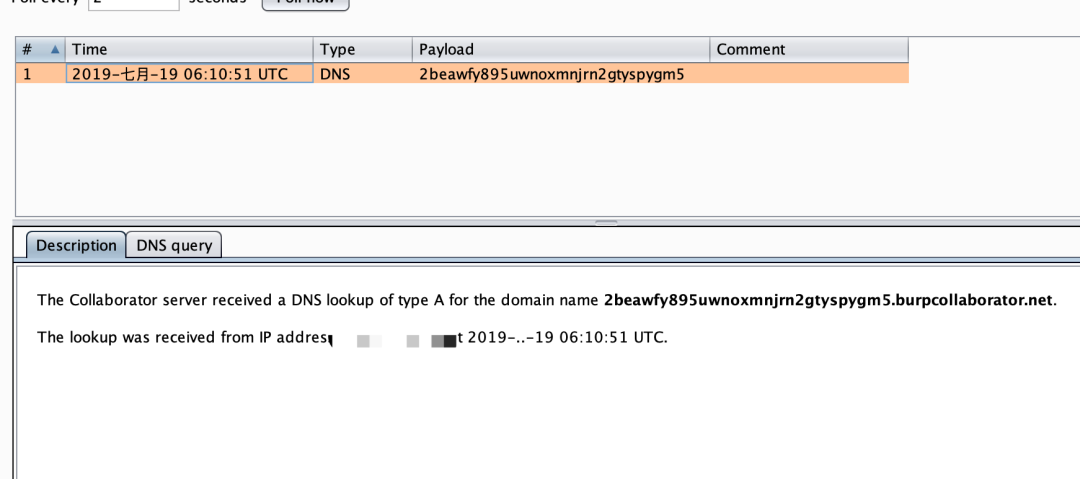 Poll every 2 seconds Poll now
# Time Type Payload Comment
1 2019-七月-19 06:10:51 UTC DNS 2beawfy895uwnoxmnjrn2gtyspygm5
Description DNS query
The Collaborator server received a DNS lookup of type A for the domain name 2beawfy895uwnoxmnjrn2gtyspygm5.burpcollaborator.net.
The lookup was received from IP addres t 2019-..-19 06:10:51 UTC.